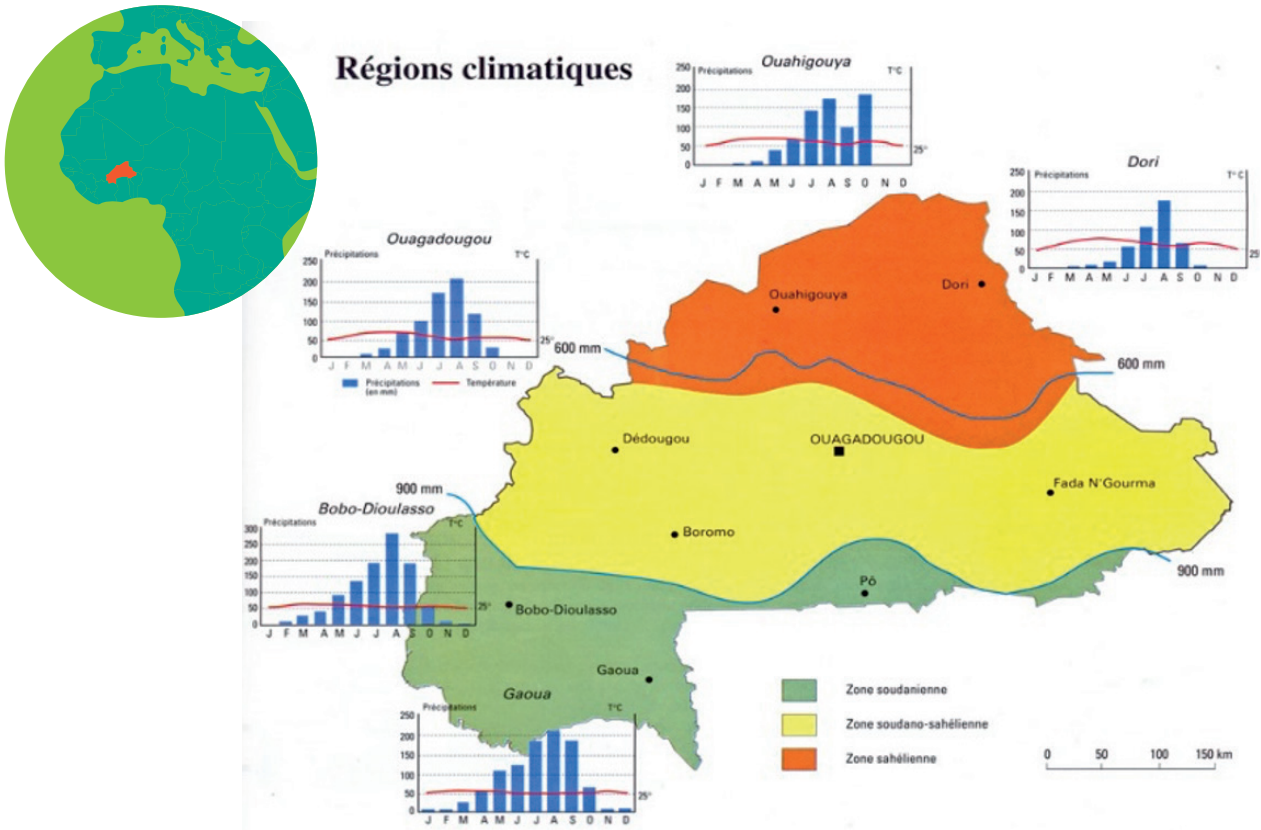 Régions climatiques
Ouahigouya
Précipitations T°C
250
200
150
100
50
0
25°
J F M A M J J A S O N D
Dori
Précipitations T° C
250
200
150
100
50
0
25
J F M A M J J A S O N D
Ouagadougou
Précipitations T°C
250
200
150
100
50
0
25°
J F M A M J J A S O N D
Précipitations
(en mm)
Température
600 mm
600 mm
Ouahigouya
Dori
Dédougou
OUAGADOUGOU
Fada N'Gourma
Boromo
900 mm
900 mm
Pô
Bobo-Dioulasso
Gaoua
Bobo-Dioulasso
Précipitations T°C
300
250
200
150
100
50
0
25°
J F M A M J J A S O N D
Gaoua
Précipitations T°C
250
200
150
100
50
0
25°
J F M A M J J A S O N D
Zone soudanienne
Zone soudano-sahélienne
Zone sahélienne
0 50 100 150 km